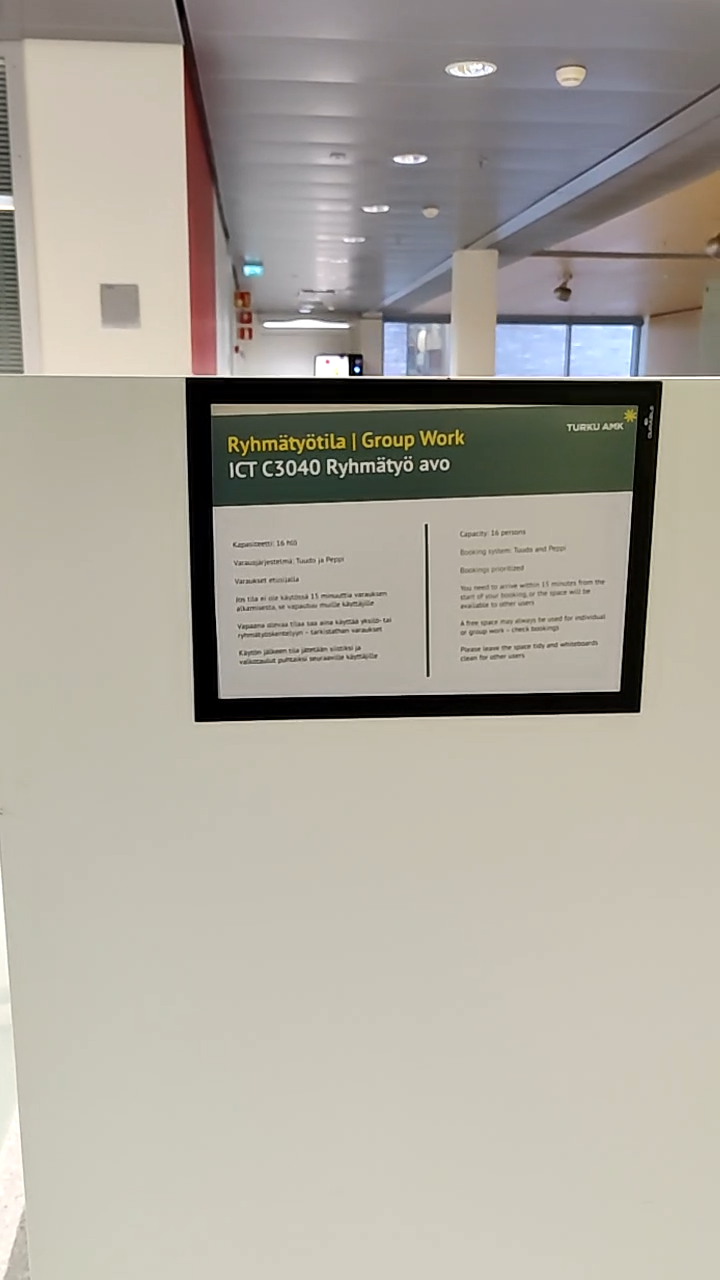 Ryhmätyötila | Group Work
ICT C3040 Ryhmätyö avo
TURKU AMK
Kapasiteetti: 16 hlö
Varausjärjestelmä: Tuudo ja Peppi
Varaukset etusijalla
Jos tila ei ole käytössä 15 minuuttia varauksen
alkamisesta, se vapautuu muille käyttäjille
Vapaana olevaa tilaa saa aina käyttää yksilö- tai
ryhmätyöskentelyyn - tarkistathan varaukset
Käytön jälkeen tila jätetään siistiksi ja
valkotaulut puhtaiksi seuraaville käyttäjille
Capacity: 16 persons
Booking system: Tuudo and Peppi
Bookings prioritized
You need to arrive within 15 minutes from the
start of your booking, or the space will be
available to other users
A free space may always be used for individual
or group work - check bookings
Please leave the space tidy and whiteboards
clean for other users
DURABLE